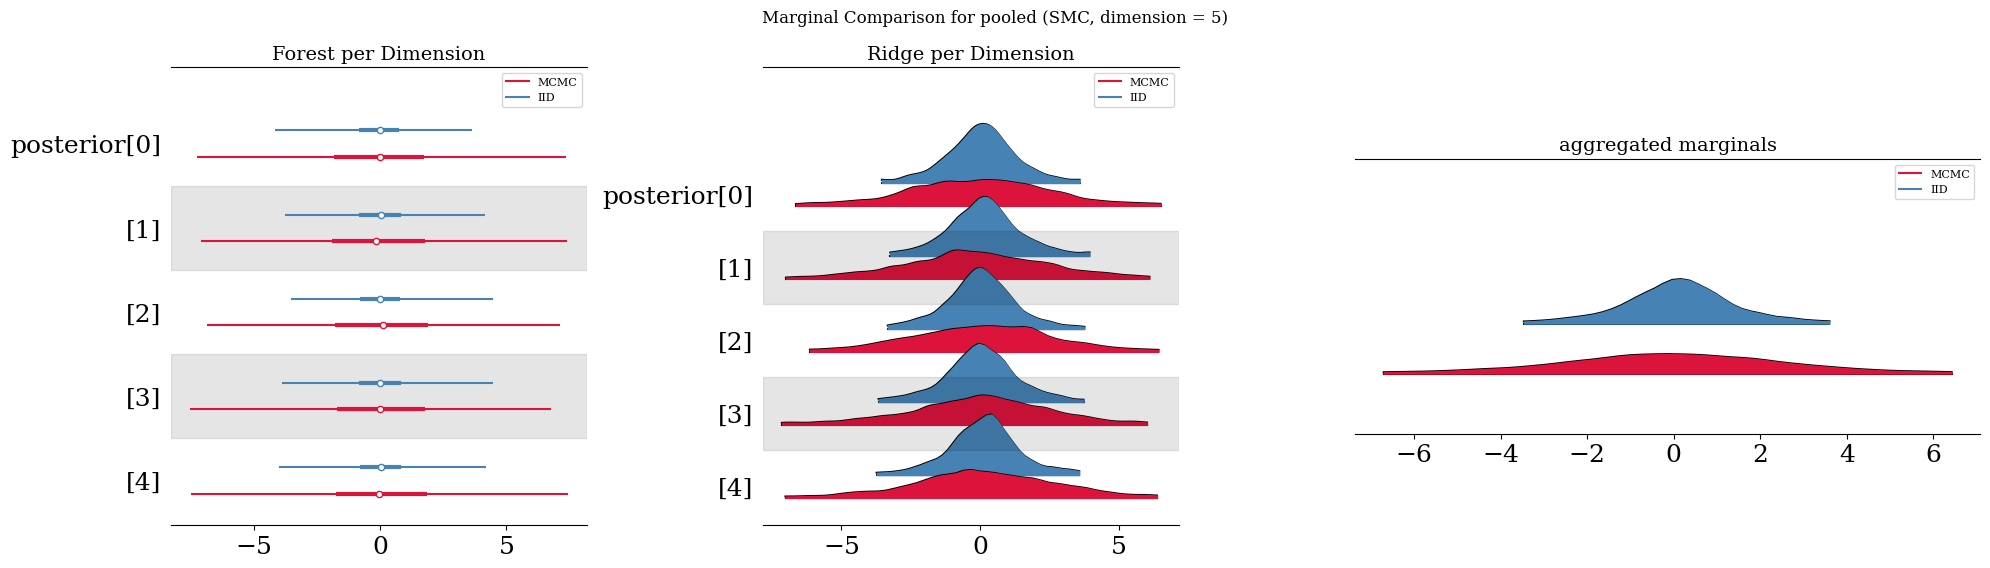 Marginal Comparison for pooled (SMC, dimension = 5)
Forest per Dimension
MCMC
IID
posterior[0]
[1]
[2]
[3]
[4]
−5 0 5
Ridge per Dimension
MCMC
IID
posterior[0]
[1]
[2]
[3]
[4]
−5 0 5
aggregated marginals
MCMC
IID
−6 −4 −2 0 2 4 6